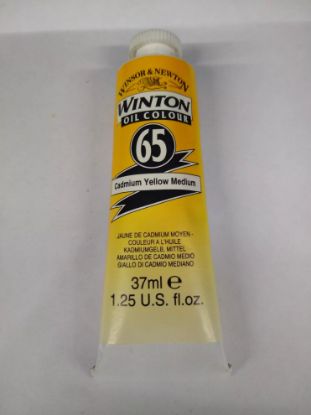 WINSOR & NEWTON
WINTON
OIL COLOUR
65
Cadmium Yellow Medium
JAUNE DE CADMIUM MOYEN -
COULEUR A L'HUILE
KADMIUMGELB, MITTEL
AMARILLO DE CADMIO MEDIO
GIALLO DI CADMIO MEDIANO
37ml e
1.25 U.S. fl.oz.